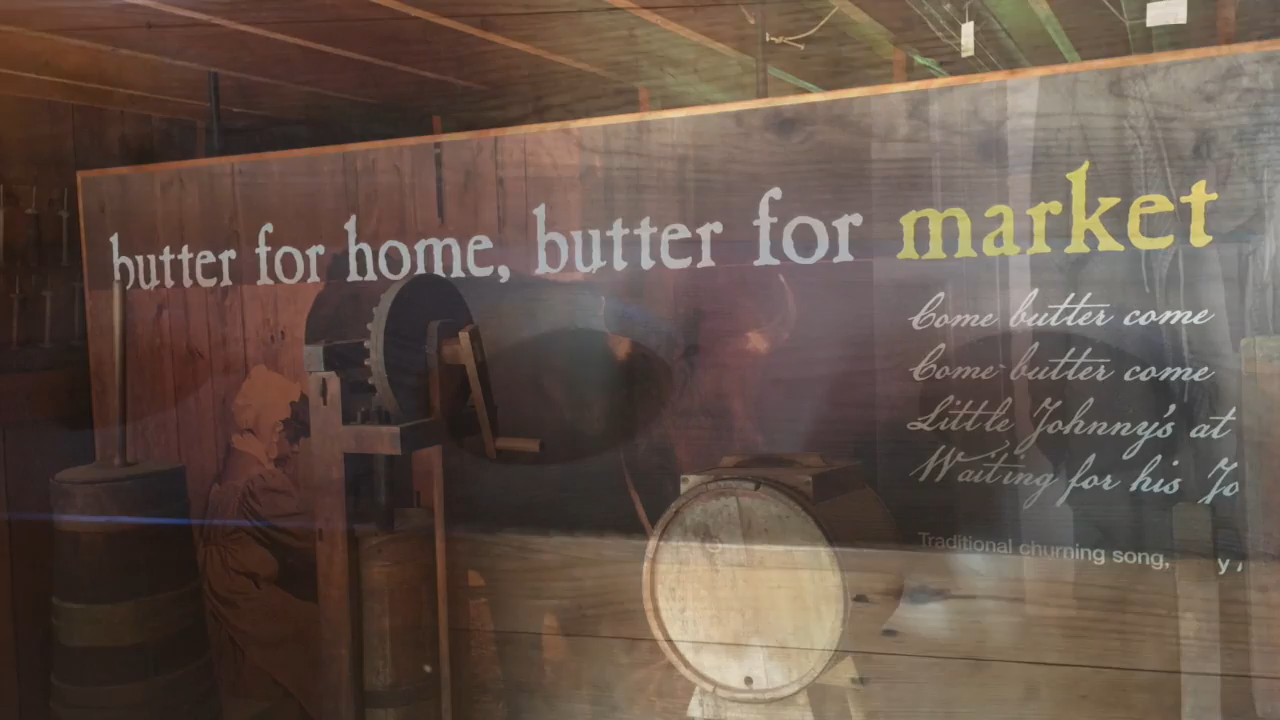 butter for home, butter for market
Come butter come
Come butter come
Little Johnny's at
Waiting for his
Traditional churning song,